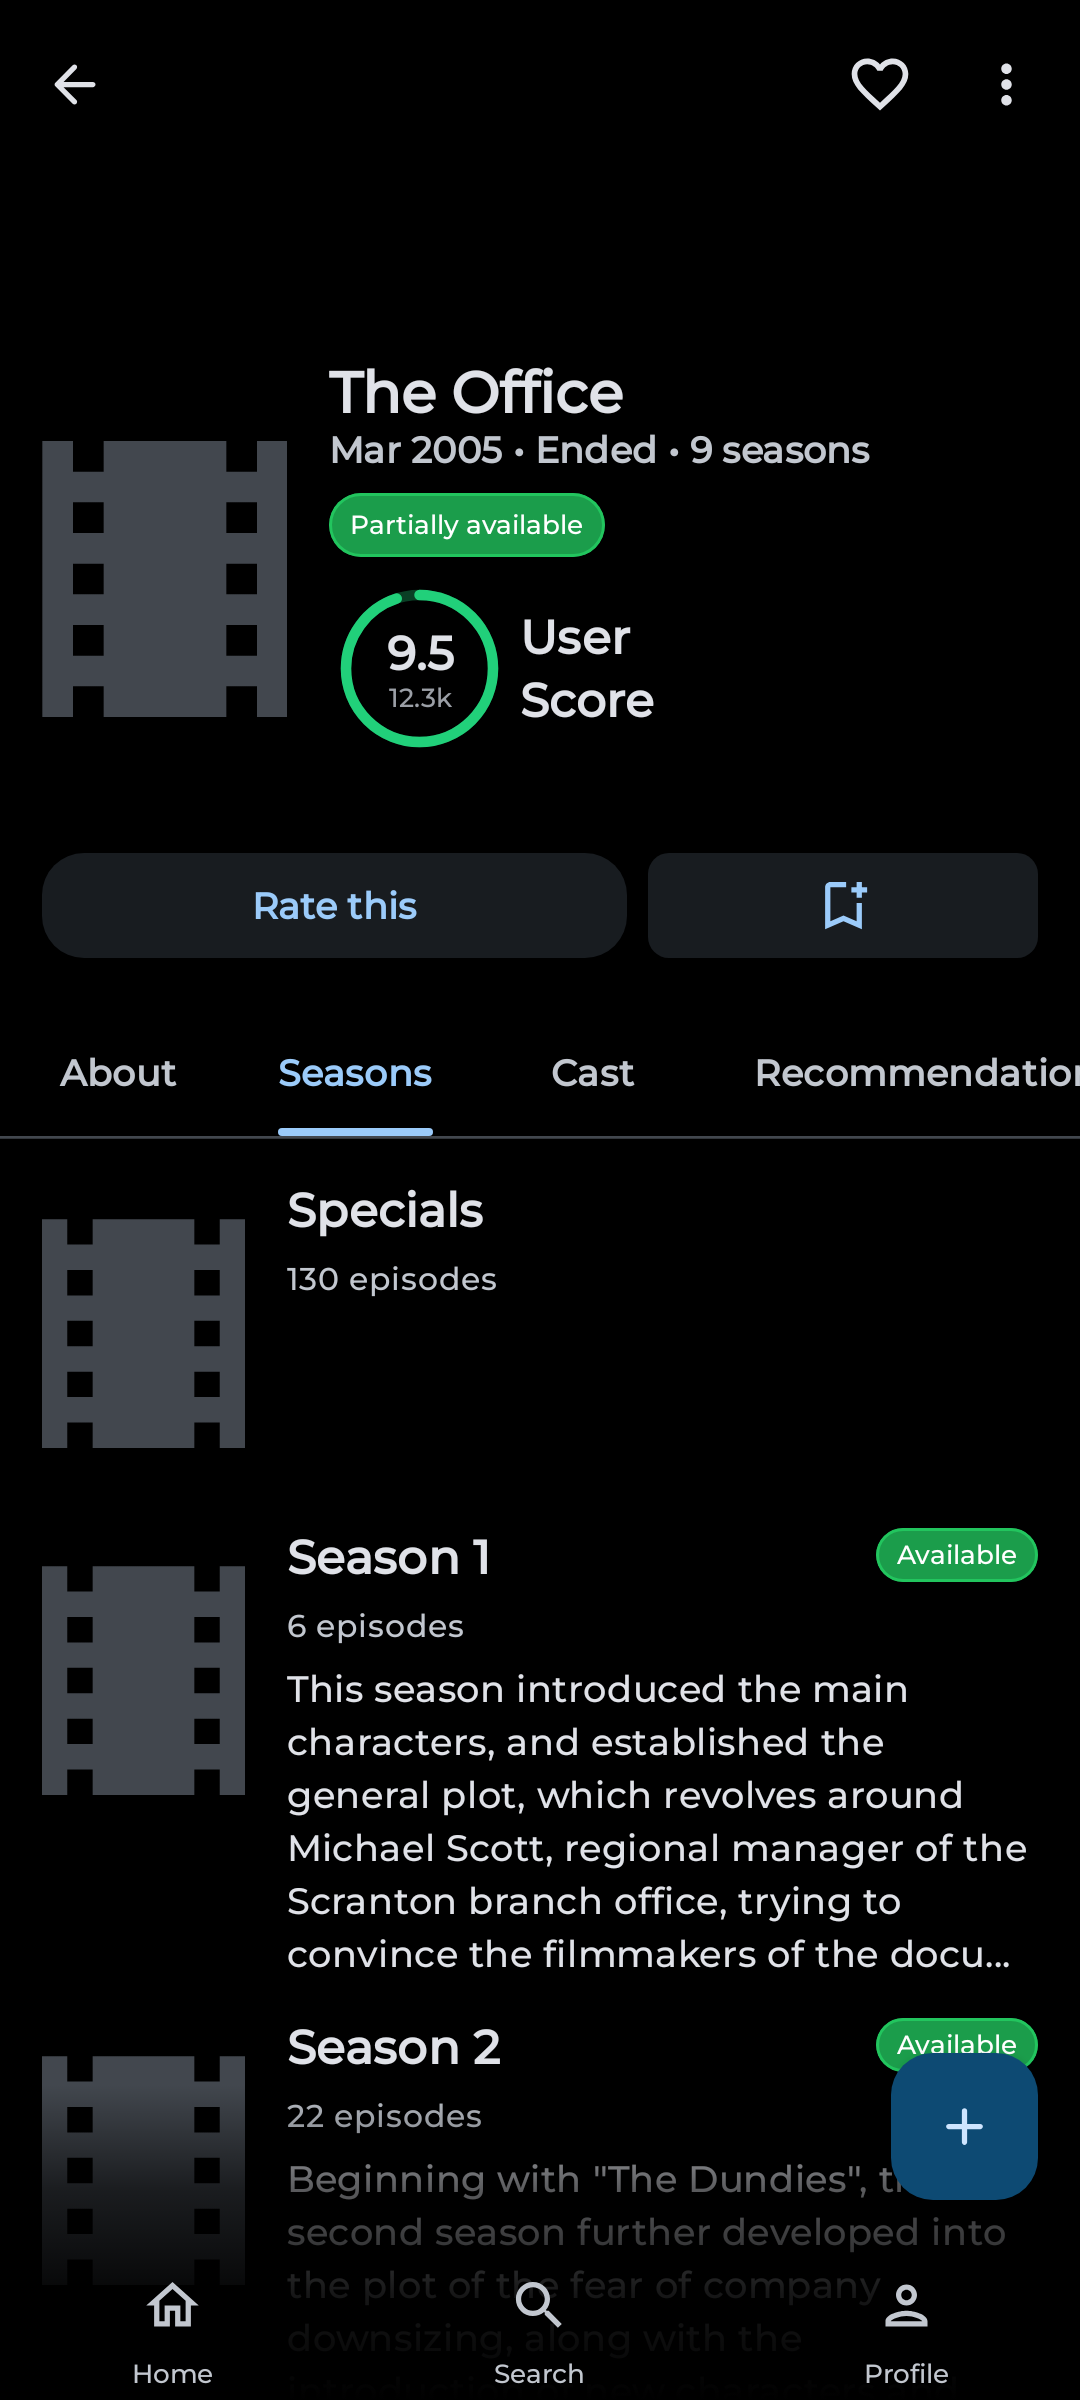 The Office
Mar 2005 • Ended • 9 seasons
Partially available
9.5
12.3k
User
Score
Rate this
About
Seasons
Cast
Recommendation
Specials
130 episodes
Season 1
Available
6 episodes
This season introduced the main
characters, and established the
general plot, which revolves around
Michael Scott, regional manager of the
Scranton branch office, trying to
convince the filmmakers of the docu...
Season 2
Available
22 episodes
Beginning with "The Dundies",
second season further developed into
the plot of the fear of company
downsizing, along with the
Home
Search
Profile